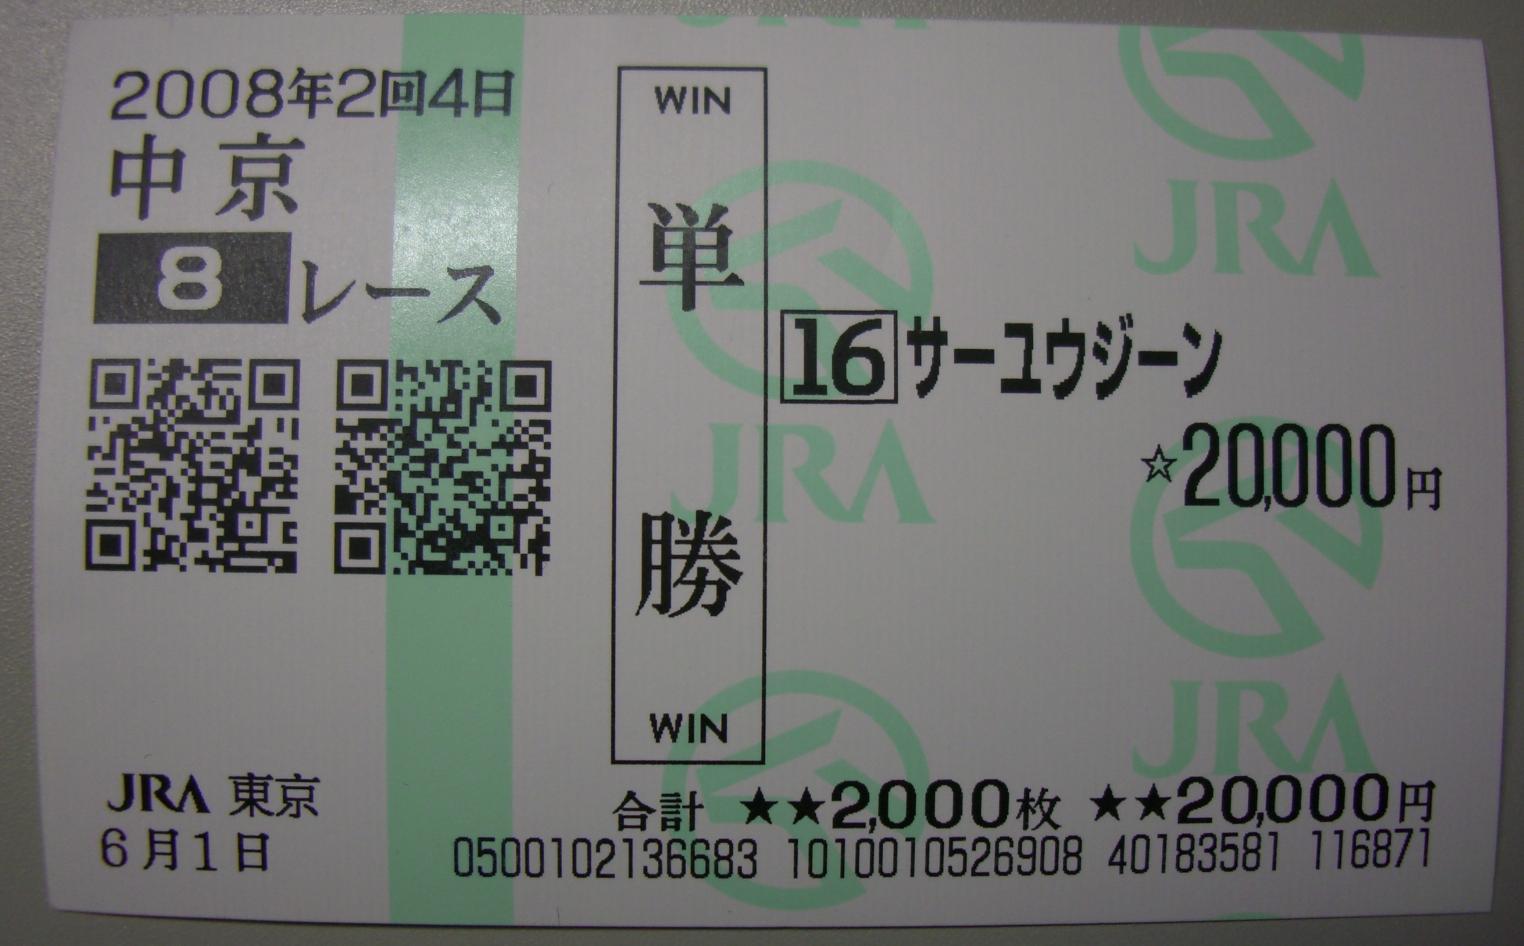 2008年2回4日
中京
8レース
WIN
単勝
WIN
16サーユウジーン
☆20,000円
JRA 東京
6月1日
合計 ★★2,000枚 ★★20,000円
0500102136683 1010010526908 40183581 116871
JRA
JRA
JRA